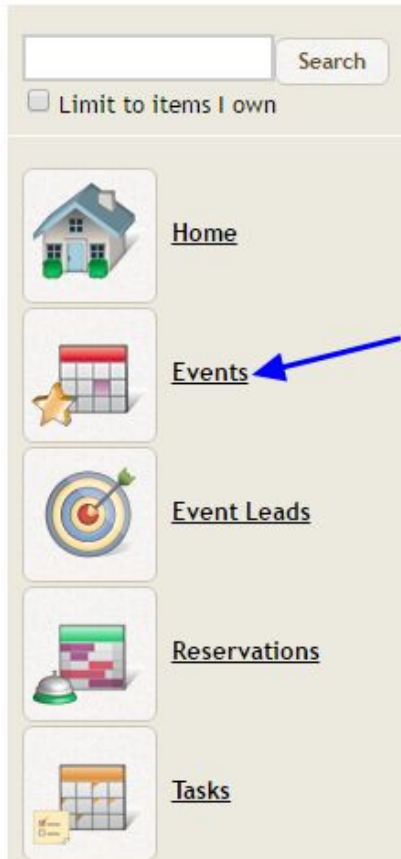 Search
Limit to items I own
Home
Events
Event Leads
Reservations
Tasks